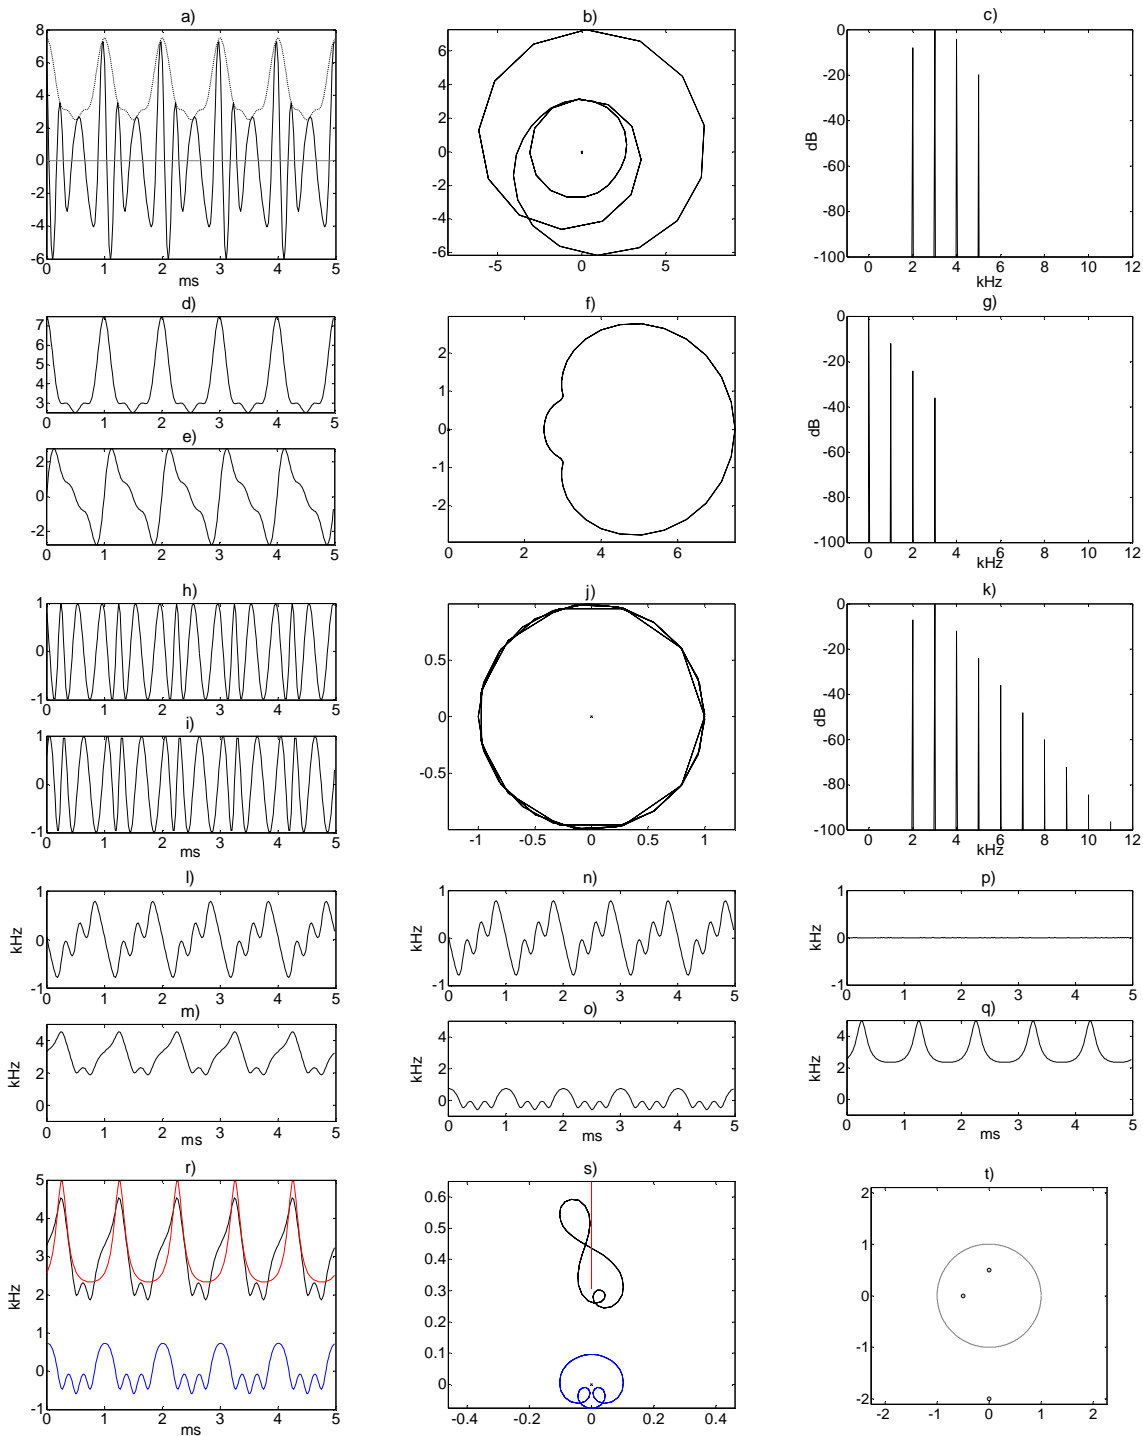 a)
8
6
4
2
0
-2
-4
-6
0 1 2 3 4 5
ms
b)
6
4
2
0
-2
-4
-6
-5 0 5
c)
0
-20
-40
-60
-80
-100
dB
0 2 4 6 8 10 12
kHz
d)
7
6
5
4
3
0 1 2 3 4 5
e)
2
0
-2
0 1 2 3 4 5
f)
2
1
0
-1
-2
0 2 4 6
g)
0
-20
-40
-60
-80
-100
dB
0 2 4 6 8 10 12
kHz
h)
1
0
-1
0 1 2 3 4 5
i)
1
0
-1
0 1 2 3 4 5
ms
j)
0.5
0
-0.5
-1 -0.5 0 0.5 1
k)
0
-20
-40
-60
-80
-100
dB
0 2 4 6 8 10 12
kHz
l)
1
0
-1
kHz
0 1 2 3 4 5
m)
4
2
0
kHz
0 1 2 3 4 5
ms
n)
1
0
-1
kHz
0 1 2 3 4 5
o)
4
2
0
kHz
0 1 2 3 4 5
ms
p)
1
0
1
kHz
0 1 2 3 4 5
q)
4
2
0
kHz
0 1 2 3 4 5
ms
r)
5
4
3
2
1
0
-1
kHz
0 1 2 3 4 5
ms
s)
0.6
0.5
0.4
0.3
0.2
0.1
0
-0.4 -0.2 0 0.2 0.4
t)
2
1
0
-1
-2
-2 -1 0 1 2